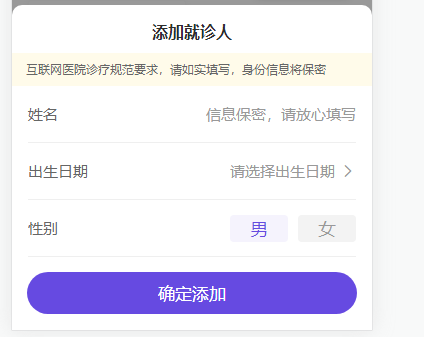 添加就诊人
互联网医院诊疗规范要求，请如实填写，身份信息将保密
姓名 信息保密，请放心填写
出生日期 请选择出生日期
性别 男 女
确定添加